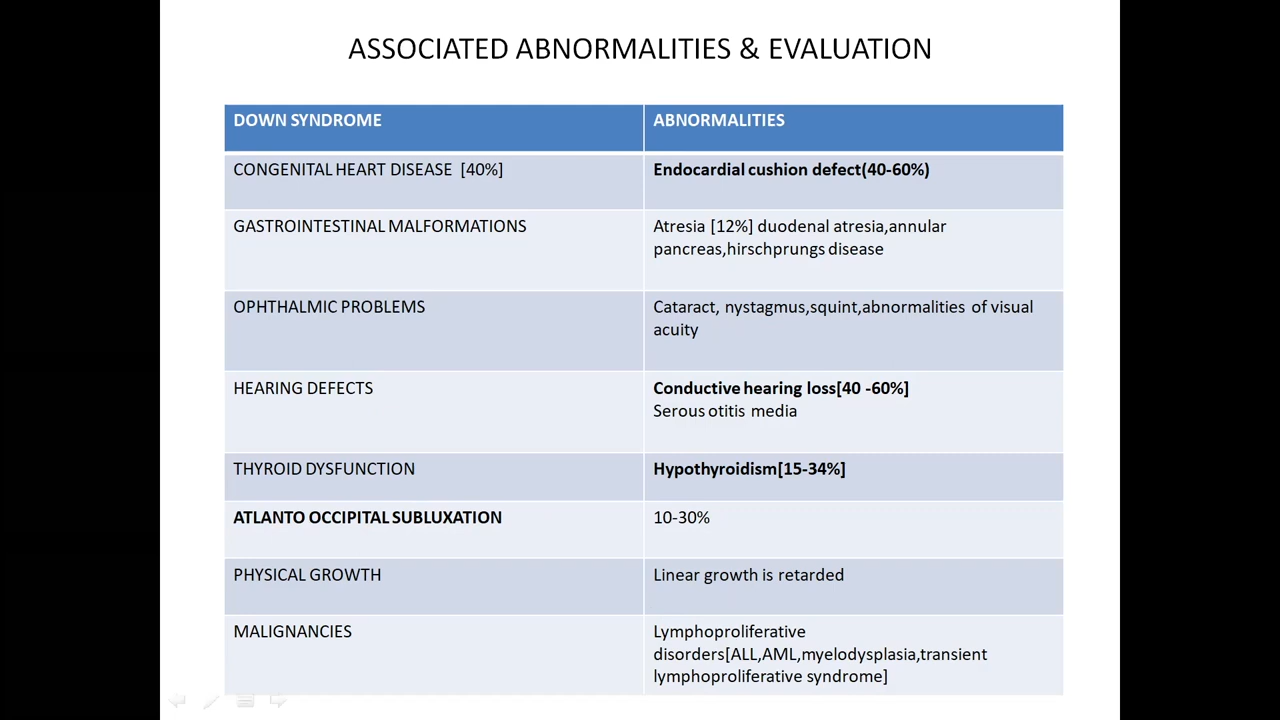 ASSOCIATED ABNORMALITIES & EVALUATION
DOWN SYNDROME
ABNORMALITIES
CONGENITAL HEART DISEASE [40%]
Endocardial cushion defect(40-60%)
GASTROINTESTINAL MALFORMATIONS
Atresia [12%] duodenal atresia,annular
pancreas,hirschprungs disease
OPHTHALMIC PROBLEMS
Cataract, nystagmus,squint,abnormalities of visual
acuity
HEARING DEFECTS
Conductive hearing loss[40 -60%]
Serous otitis media
THYROID DYSFUNCTION
Hypothyroidism[15-34%]
ATLANTO OCCIPITAL SUBLUXATION
10-30%
PHYSICAL GROWTH
Linear growth is retarded
MALIGNANCIES
Lymphoproliferative
disorders[ALL,AML,myelodysplasia,transient
lymphoproliferative syndrome]